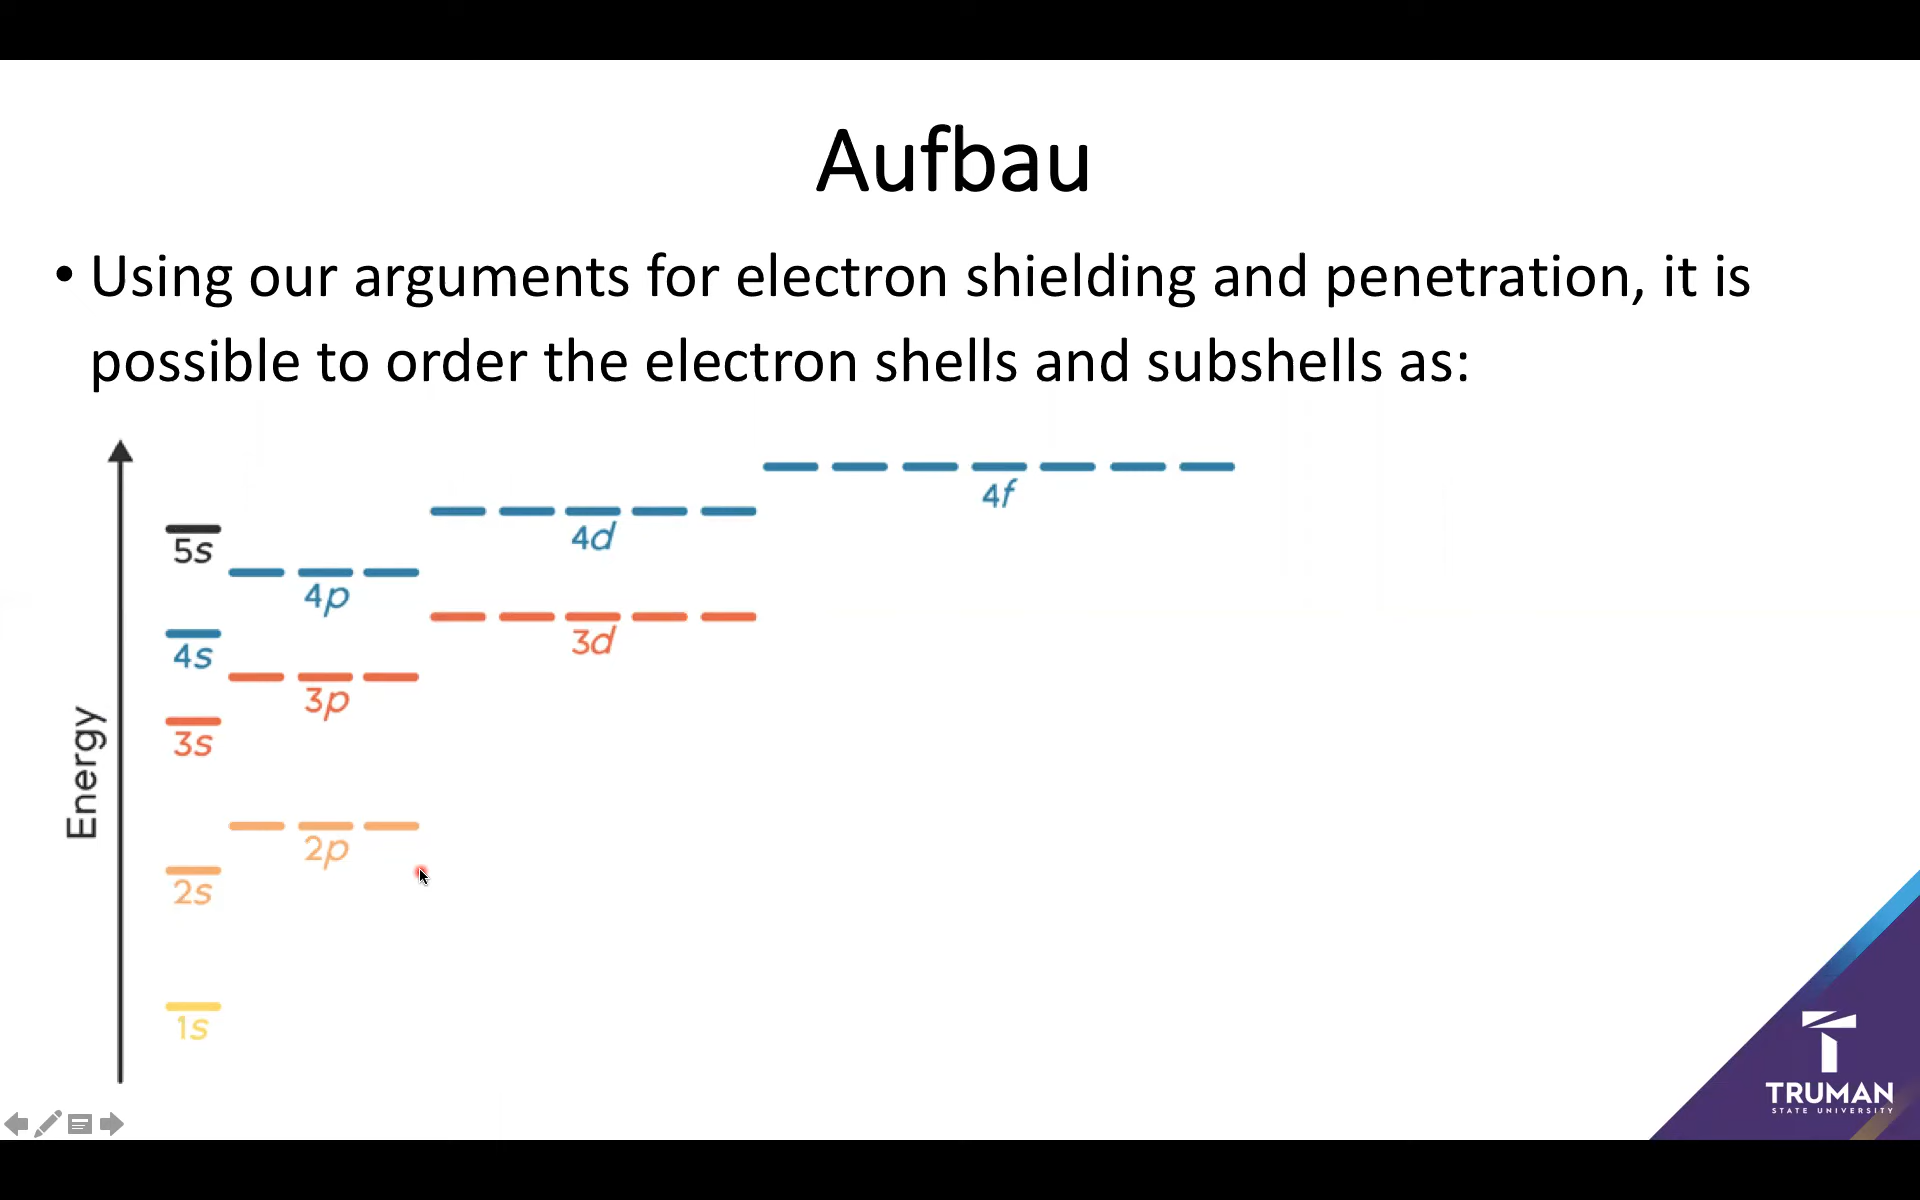 Aufbau
• Using our arguments for electron shielding and penetration, it is
possible to order the electron shells and subshells as:
Energy
4f
4d
5s
4p
3d
4s
3p
3s
2p
2s
1s
TRUMAN
STATE UNIVERSITY